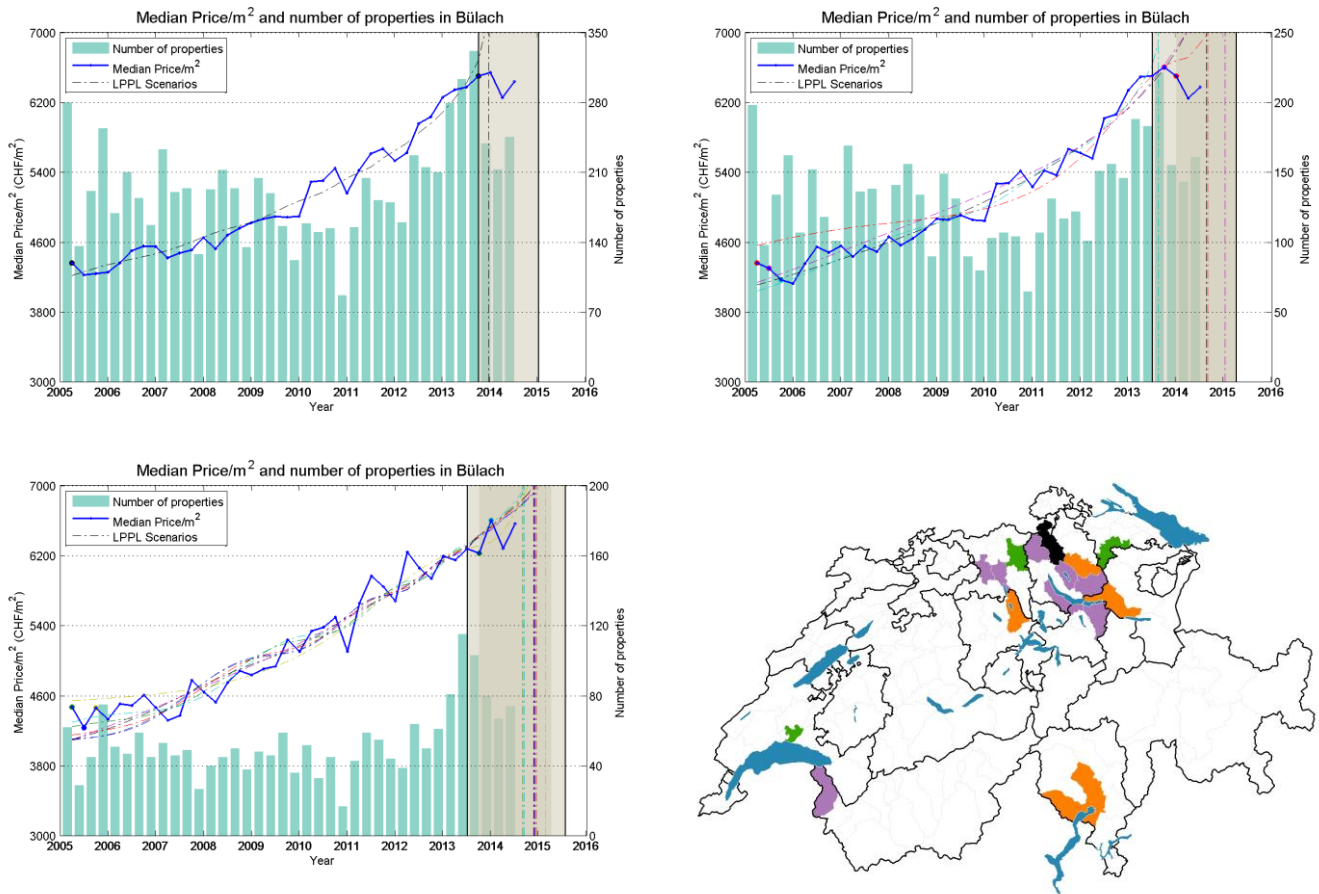 Median Price/m² and number of properties in Bülach
Number of properties
Median Price/m²
LPPL Scenarios
Median Price/m² (CHF/m²)
7000
6200
5400
4600
3800
3000
350
280
210
140
70
0
Number of properties
2005 2006 2007 2008 2009 2010 2011 2012 2013 2014 2015 2016
Year
Median Price/m² and number of properties in Bülach
Number of properties
Median Price/m²
LPPL Scenarios
Median Price/m² (CHF/m²)
7000
6200
5400
4600
3800
3000
250
200
150
100
50
0
Number of properties
2005 2006 2007 2008 2009 2010 2011 2012 2013 2014 2015 2016
Year
Median Price/m² and number of properties in Bülach
Number of properties
Median Price/m²
LPPL Scenarios
Median Price/m² (CHF/m²)
7000
6200
5400
4600
3800
3000
200
160
120
80
40
0
Number of properties
2005 2006 2007 2008 2009 2010 2011 2012 2013 2014 2015 2016
Year